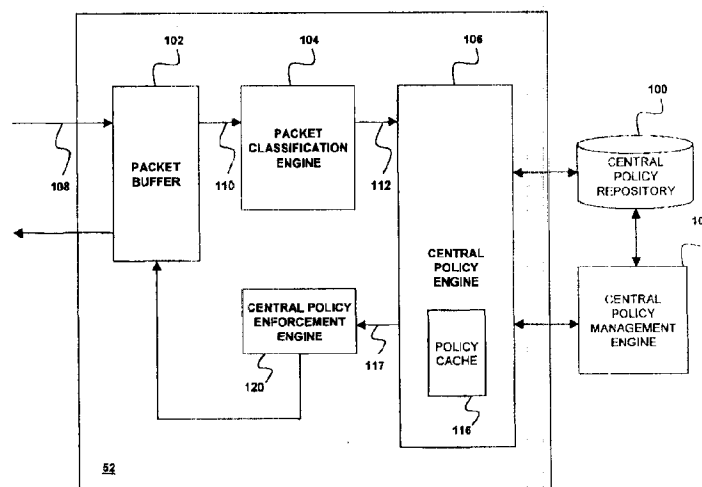 102
104
106
100
PACKET
BUFFER
PACKET
CLASSIFICATION
ENGINE
CENTRAL
POLICY
REPOSITORY
108
110
112
CENTRAL
POLICY
ENGINE
CENTRAL POLICY
ENFORCEMENT
ENGINE
CENTRAL
POLICY
MANAGEMENT
ENGINE
POLICY
CACHE
117
120
116
52